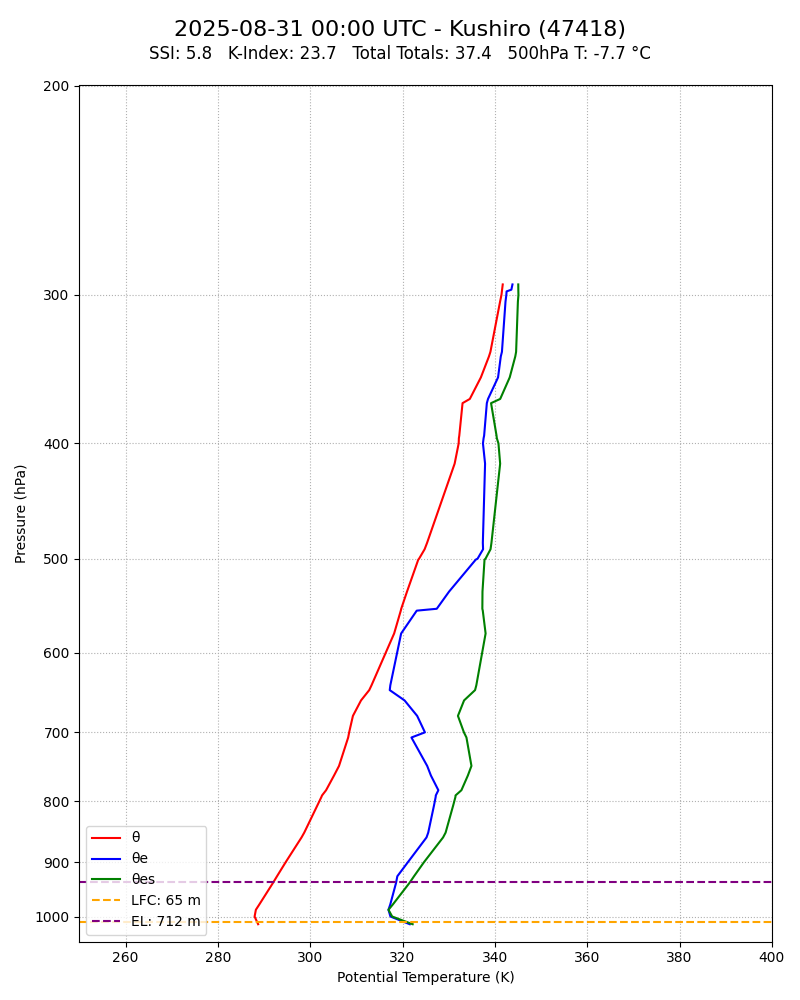 2025-08-31 00:00 UTC - Kushiro (47418)
SSI: 5.8   K-Index: 23.7   Total Totals: 37.4   500hPa T: -7.7 °C
200
300
400
500
600
700
800
900
1000
Pressure (hPa)
θ
θe
θes
LFC: 65 m
EL: 712 m
260 280 300 320 340 360 380 400
Potential Temperature (K)